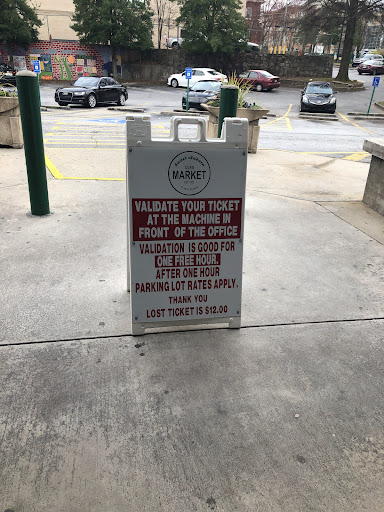 MARKET
VALIDATE YOUR TICKET
AT THE MACHINE IN
FRONT OF THE OFFICE
VALIDATION IS GOOD FOR
ONE FREE HOUR.
AFTER ONE HOUR
PARKING LOT RATES APPLY.
THANK YOU
LOST TICKET IS $12.00